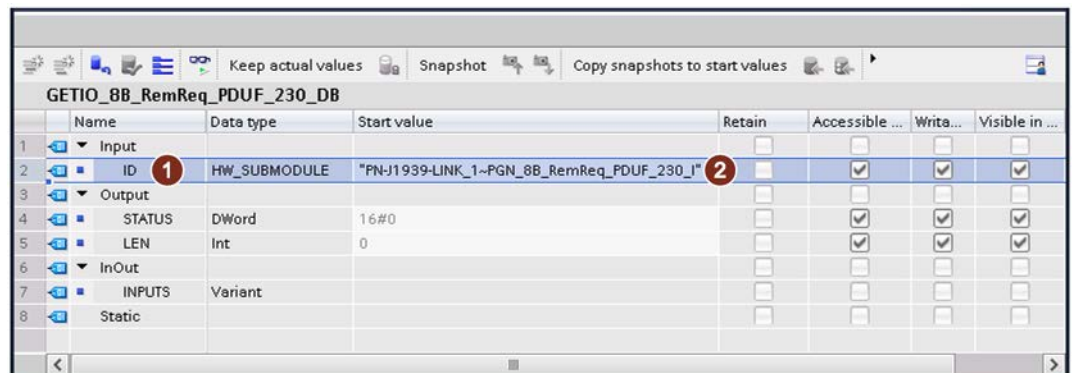 Keep actual values Snapshot Copy snapshots to start values
GETIO_8B_RemReq_PDUF_230_DB
Name Data type Start value Retain Accessible ... Writa... Visible in ...
1 Input
2 ID 1 HW_SUBMODULE "PN-J1939-LINK_1~PGN_8B_RemReq_PDUF_230_I" 2
3 Output
4 STATUS DWord 16#0
5 LEN Int 0
6 InOut
7 INPUTS Variant
8 Static